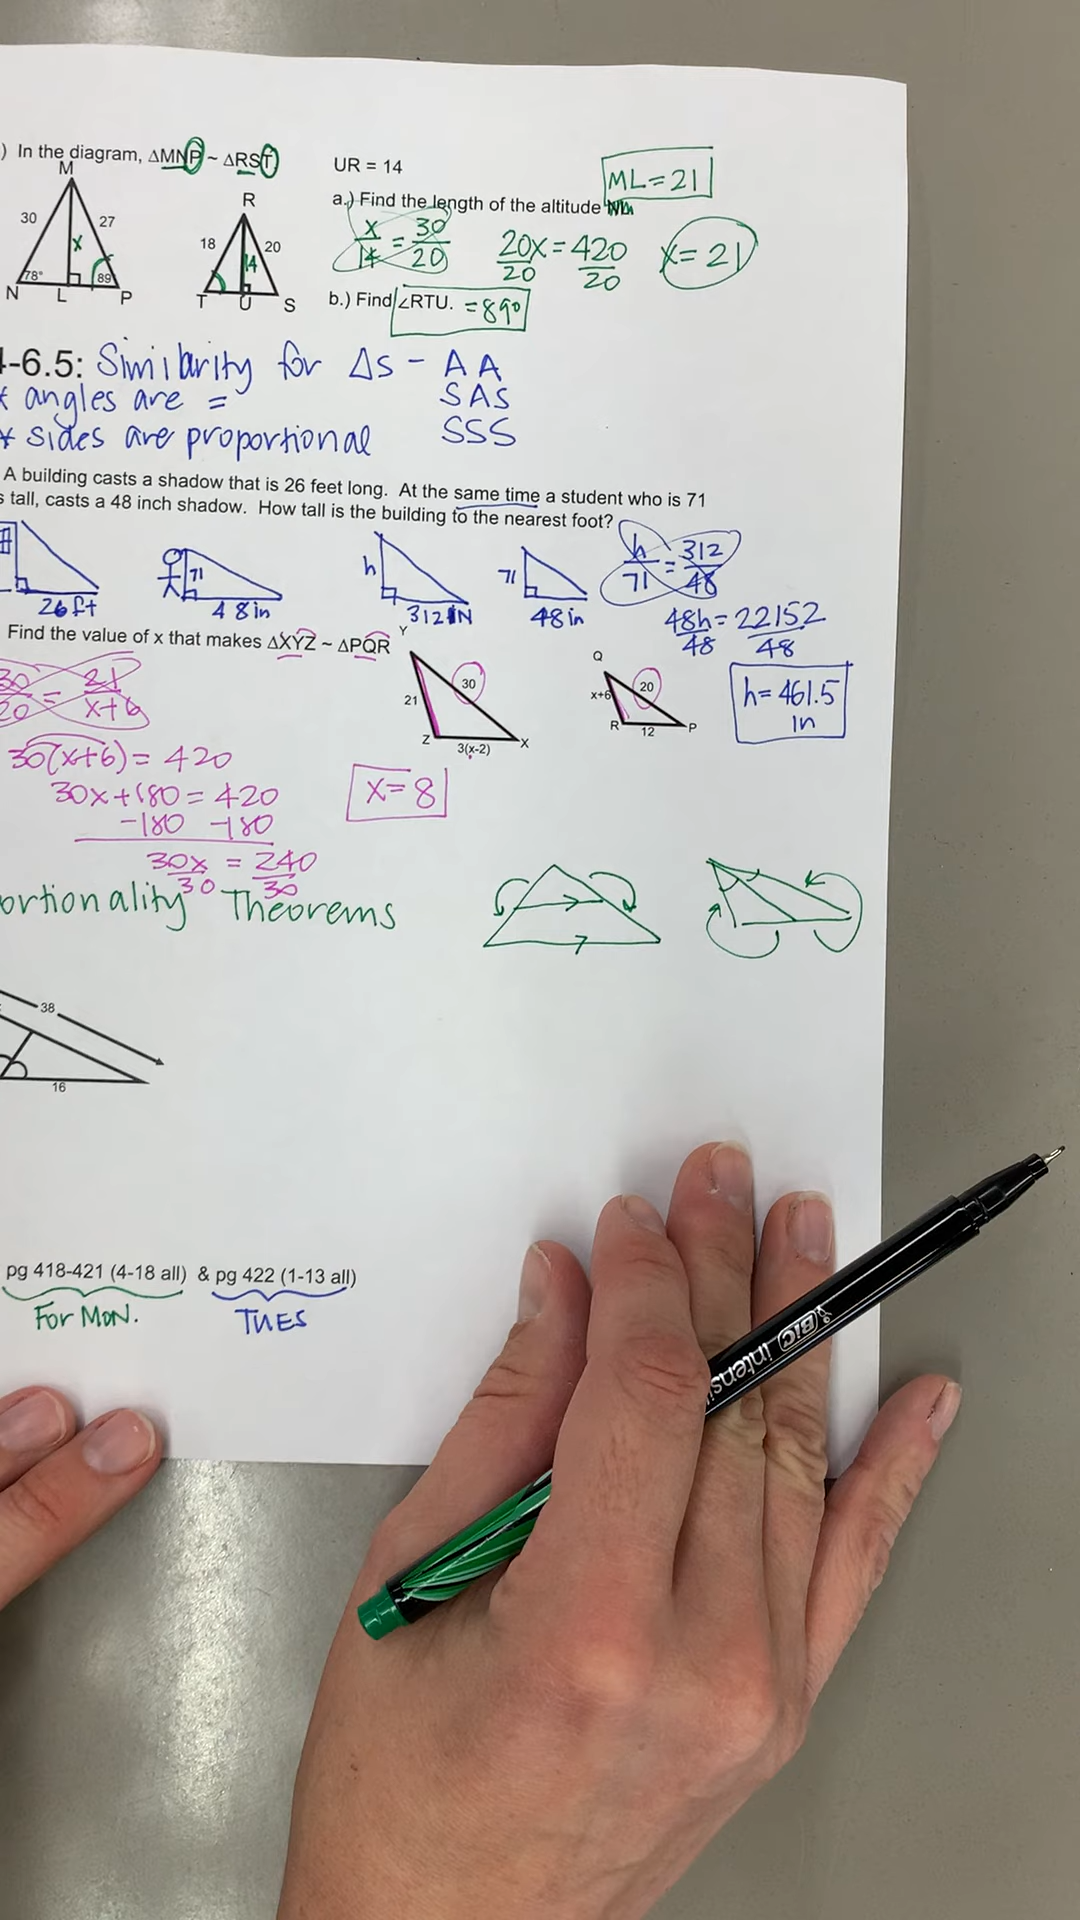 ) In the diagram, ΔMNP ~ ΔRST
UR = 14
ML = 21
a.) Find the length of the altitude
M
30
27
x
78°
89
N
L
P
R
18
20
14
T
U
S
x/14 = 30/20
20x = 420
20 20
x = 21
b.) Find ∠RTU. = 89°
-6.5: Similarity for Δs - AA
* angles are =
SAS
* sides are proportional
SSS
A building casts a shadow that is 26 feet long. At the same time a student who is 71
s tall, casts a 48 inch shadow. How tall is the building to the nearest foot?
26 ft
71
48in
h
312 IN
71
48in
h/71 = 312/48
48h = 22152
48 48
h = 461.5
in
Find the value of x that makes ΔXYZ ~ ΔPQR
Y
21
30
Z
3(x-2)
X
Q
x+6
20
R
12
P
30/20 = 21/x+6
30(x+6) = 420
30x+180 = 420
-180 -180
30x = 240
30 30
x = 8
ortionality Theorems
38
16
pg 418-421 (4-18 all) & pg 422 (1-13 all)
For MON.
TUES
BIC intensi